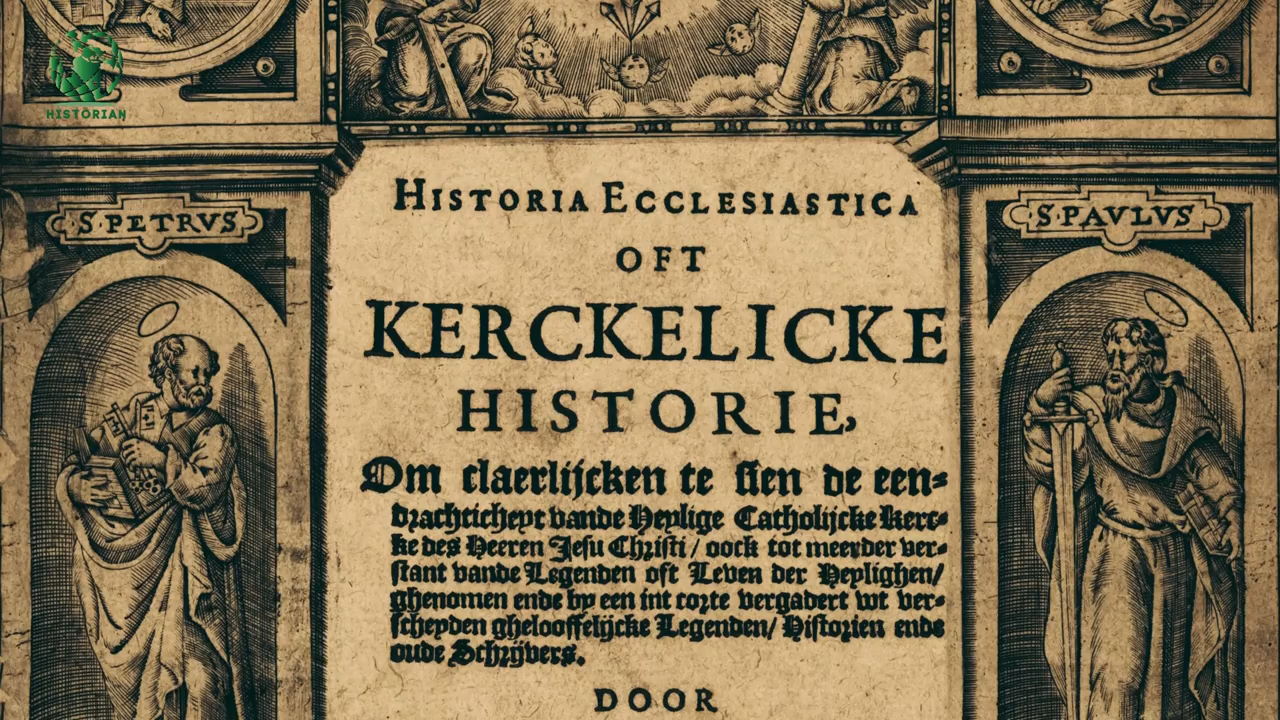 HISTORIAN
S·PETRVS·
S·PAVLVS·
HISTORIA ECCLESIASTICA
OFT
KERCKELICKE
HISTORIE,
Om claerlijcken te sien de een-
drachticheyt vande Heylige Catholijcke Kerc-
ke des Heeren Jesu Christi / oock tot meerder ver-
stant vande Legenden oft Leven der Heylighen/
ghenomen ende by een int corte vergadert wt ver-
scheyden ghelooffelijcke Legenden/ Historien ende
oude Schrijvers.
DOOR